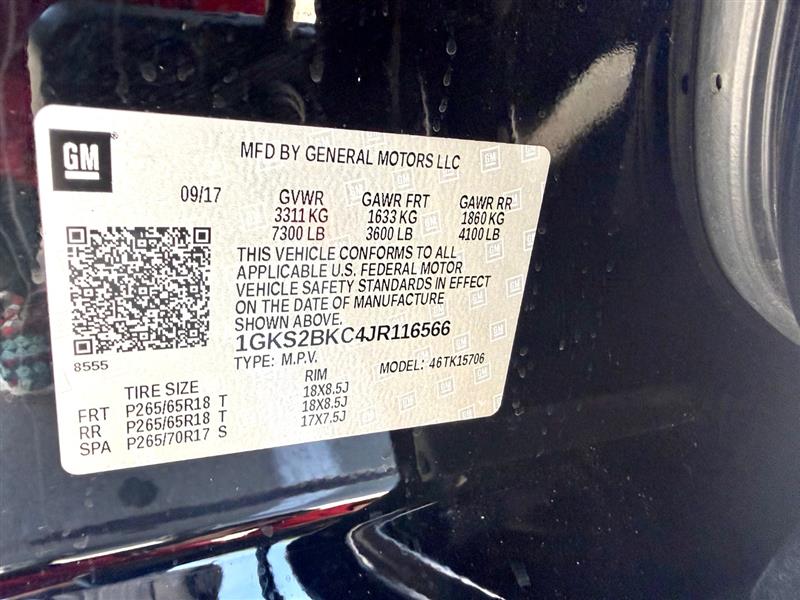 GM
MFD BY GENERAL MOTORS LLC
09/17
GVWR GAWR FRT GAWR RR
3311 KG 1633 KG 1860 KG
7300 LB 3600 LB 4100 LB
THIS VEHICLE CONFORMS TO ALL
APPLICABLE U.S. FEDERAL MOTOR
VEHICLE SAFETY STANDARDS IN EFFECT
ON THE DATE OF MANUFACTURE
SHOWN ABOVE.
1GKS2BKC4JR116566
8555
TYPE: M.P.V. MODEL: 46TK15706
TIRE SIZE RIM
FRT P265/65R18 T 18X8.5J
RR P265/65R18 T 18X8.5J
SPA P265/70R17 S 17X7.5J